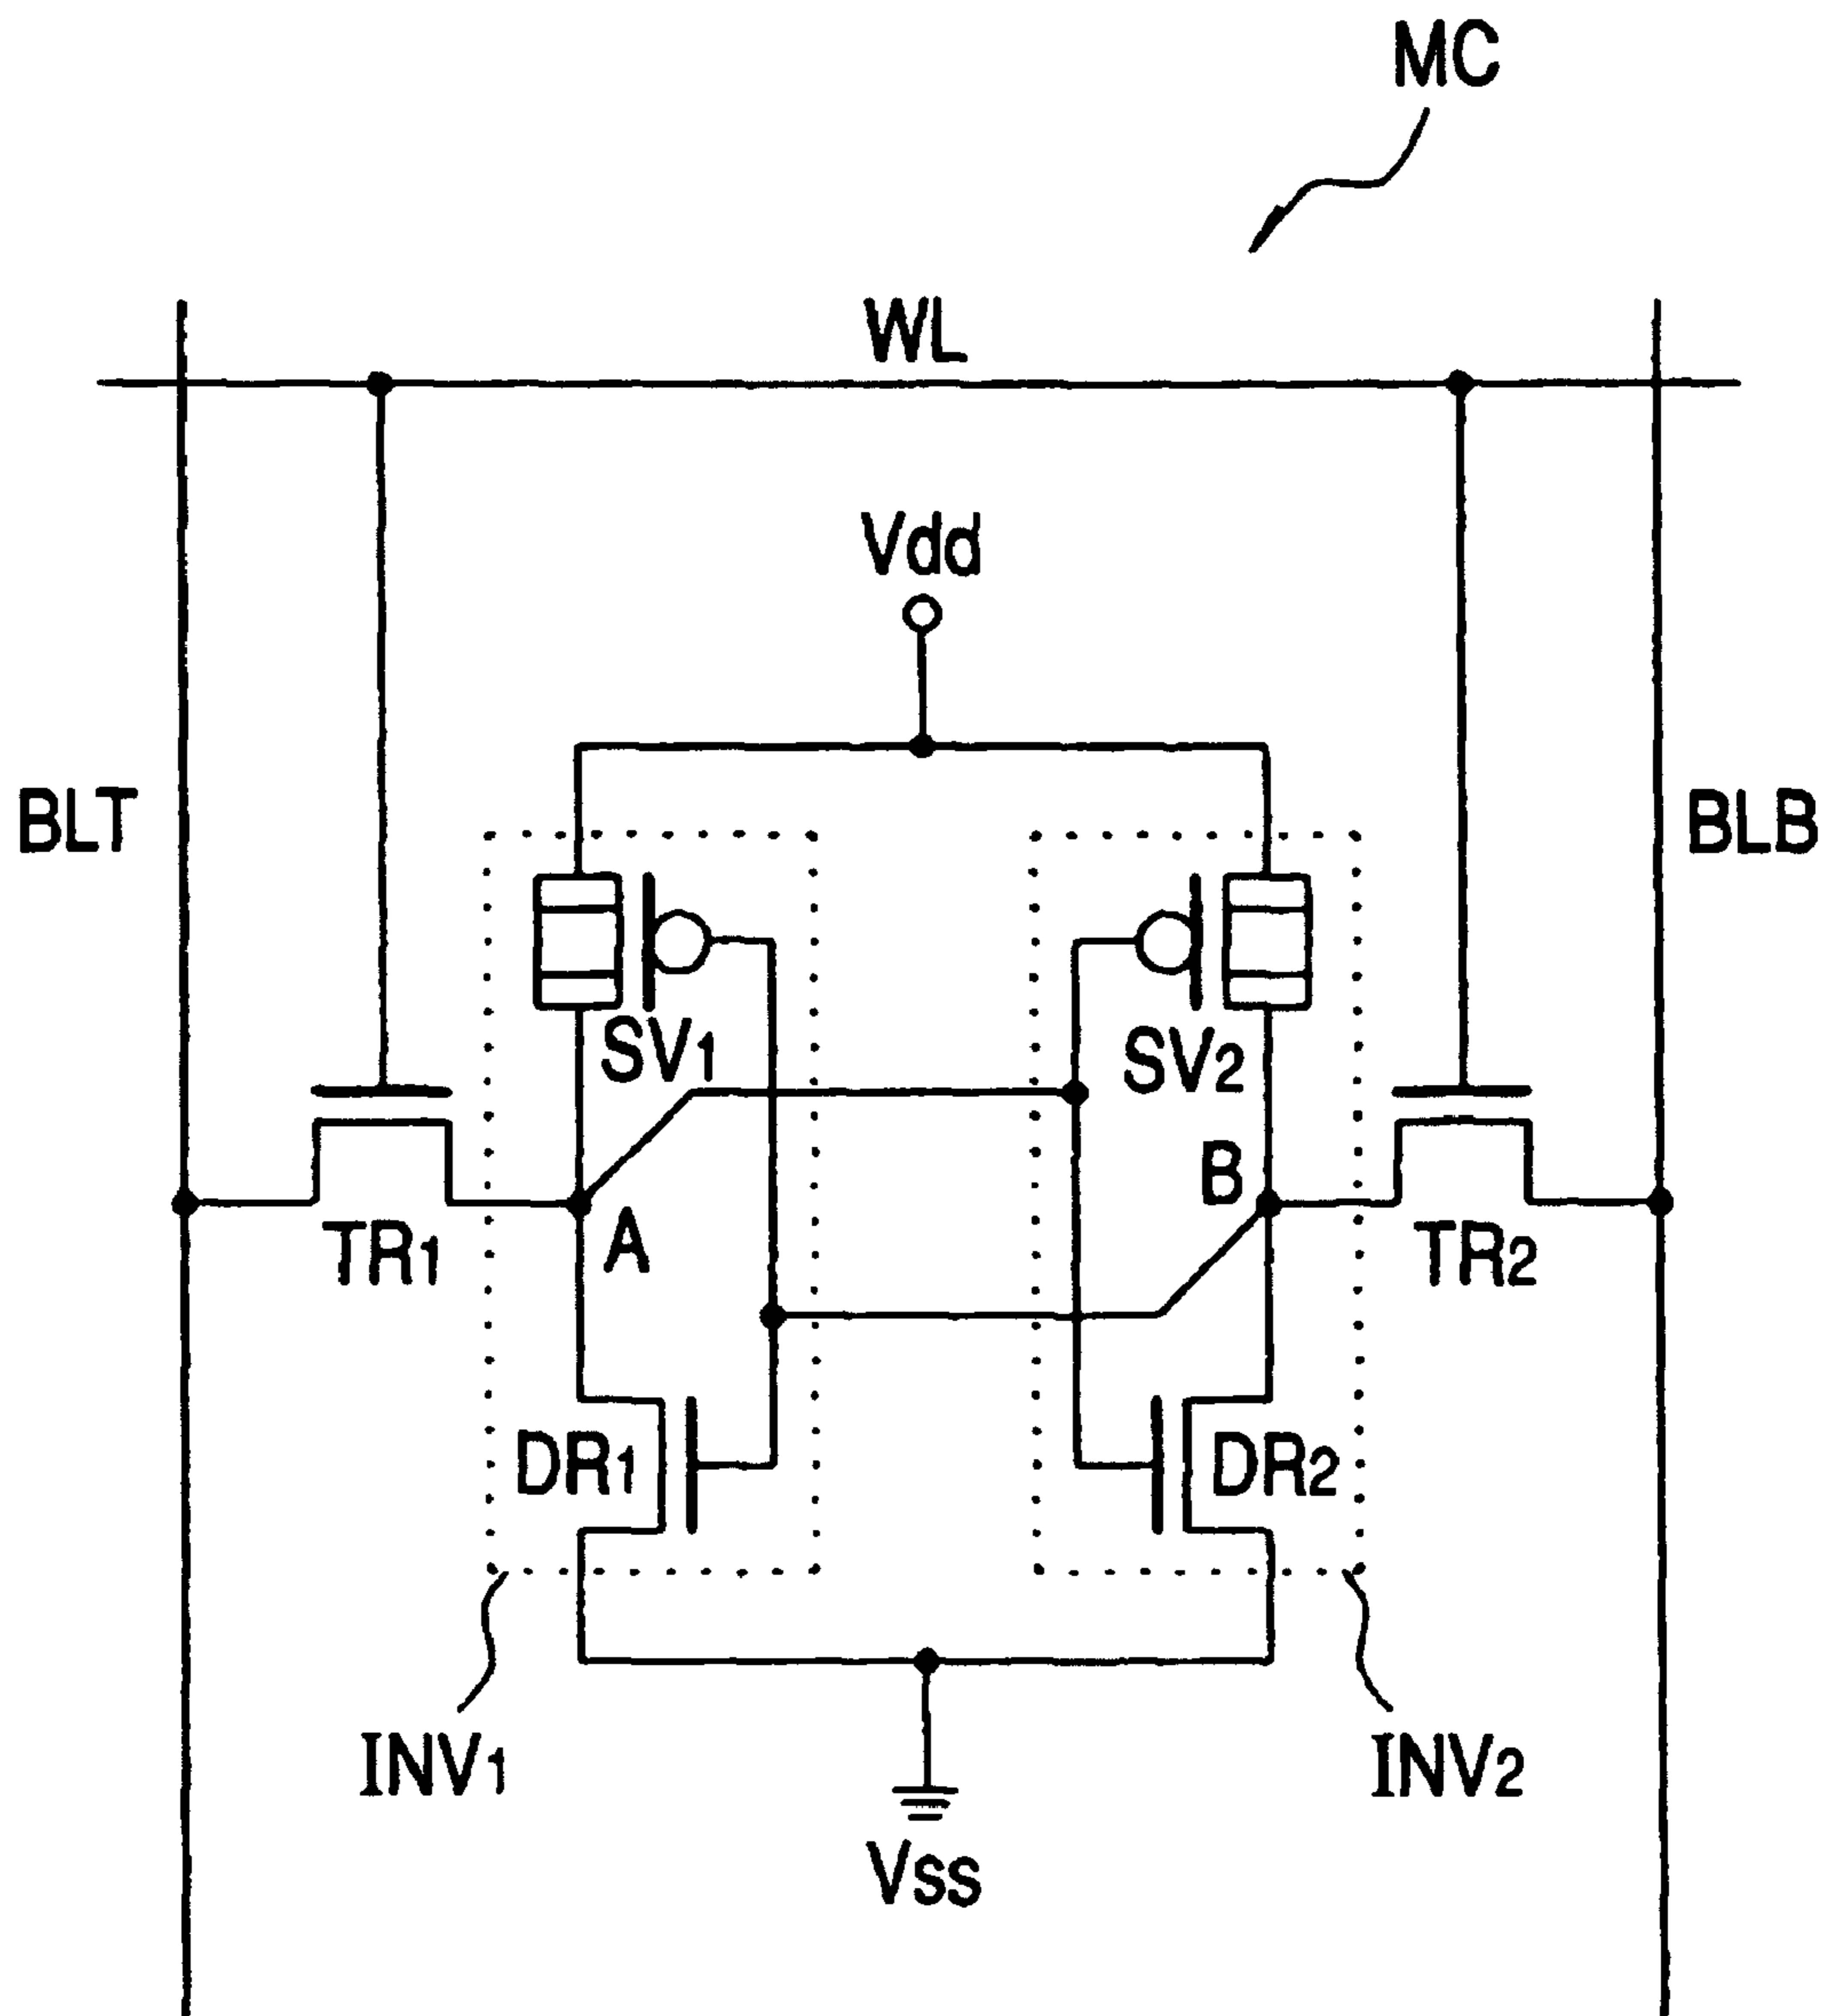 MC
WL
Vdd
BLT
BLB
SV1
SV2
B
TR1
A
TR2
DR1
DR2
INV1
INV2
Vss